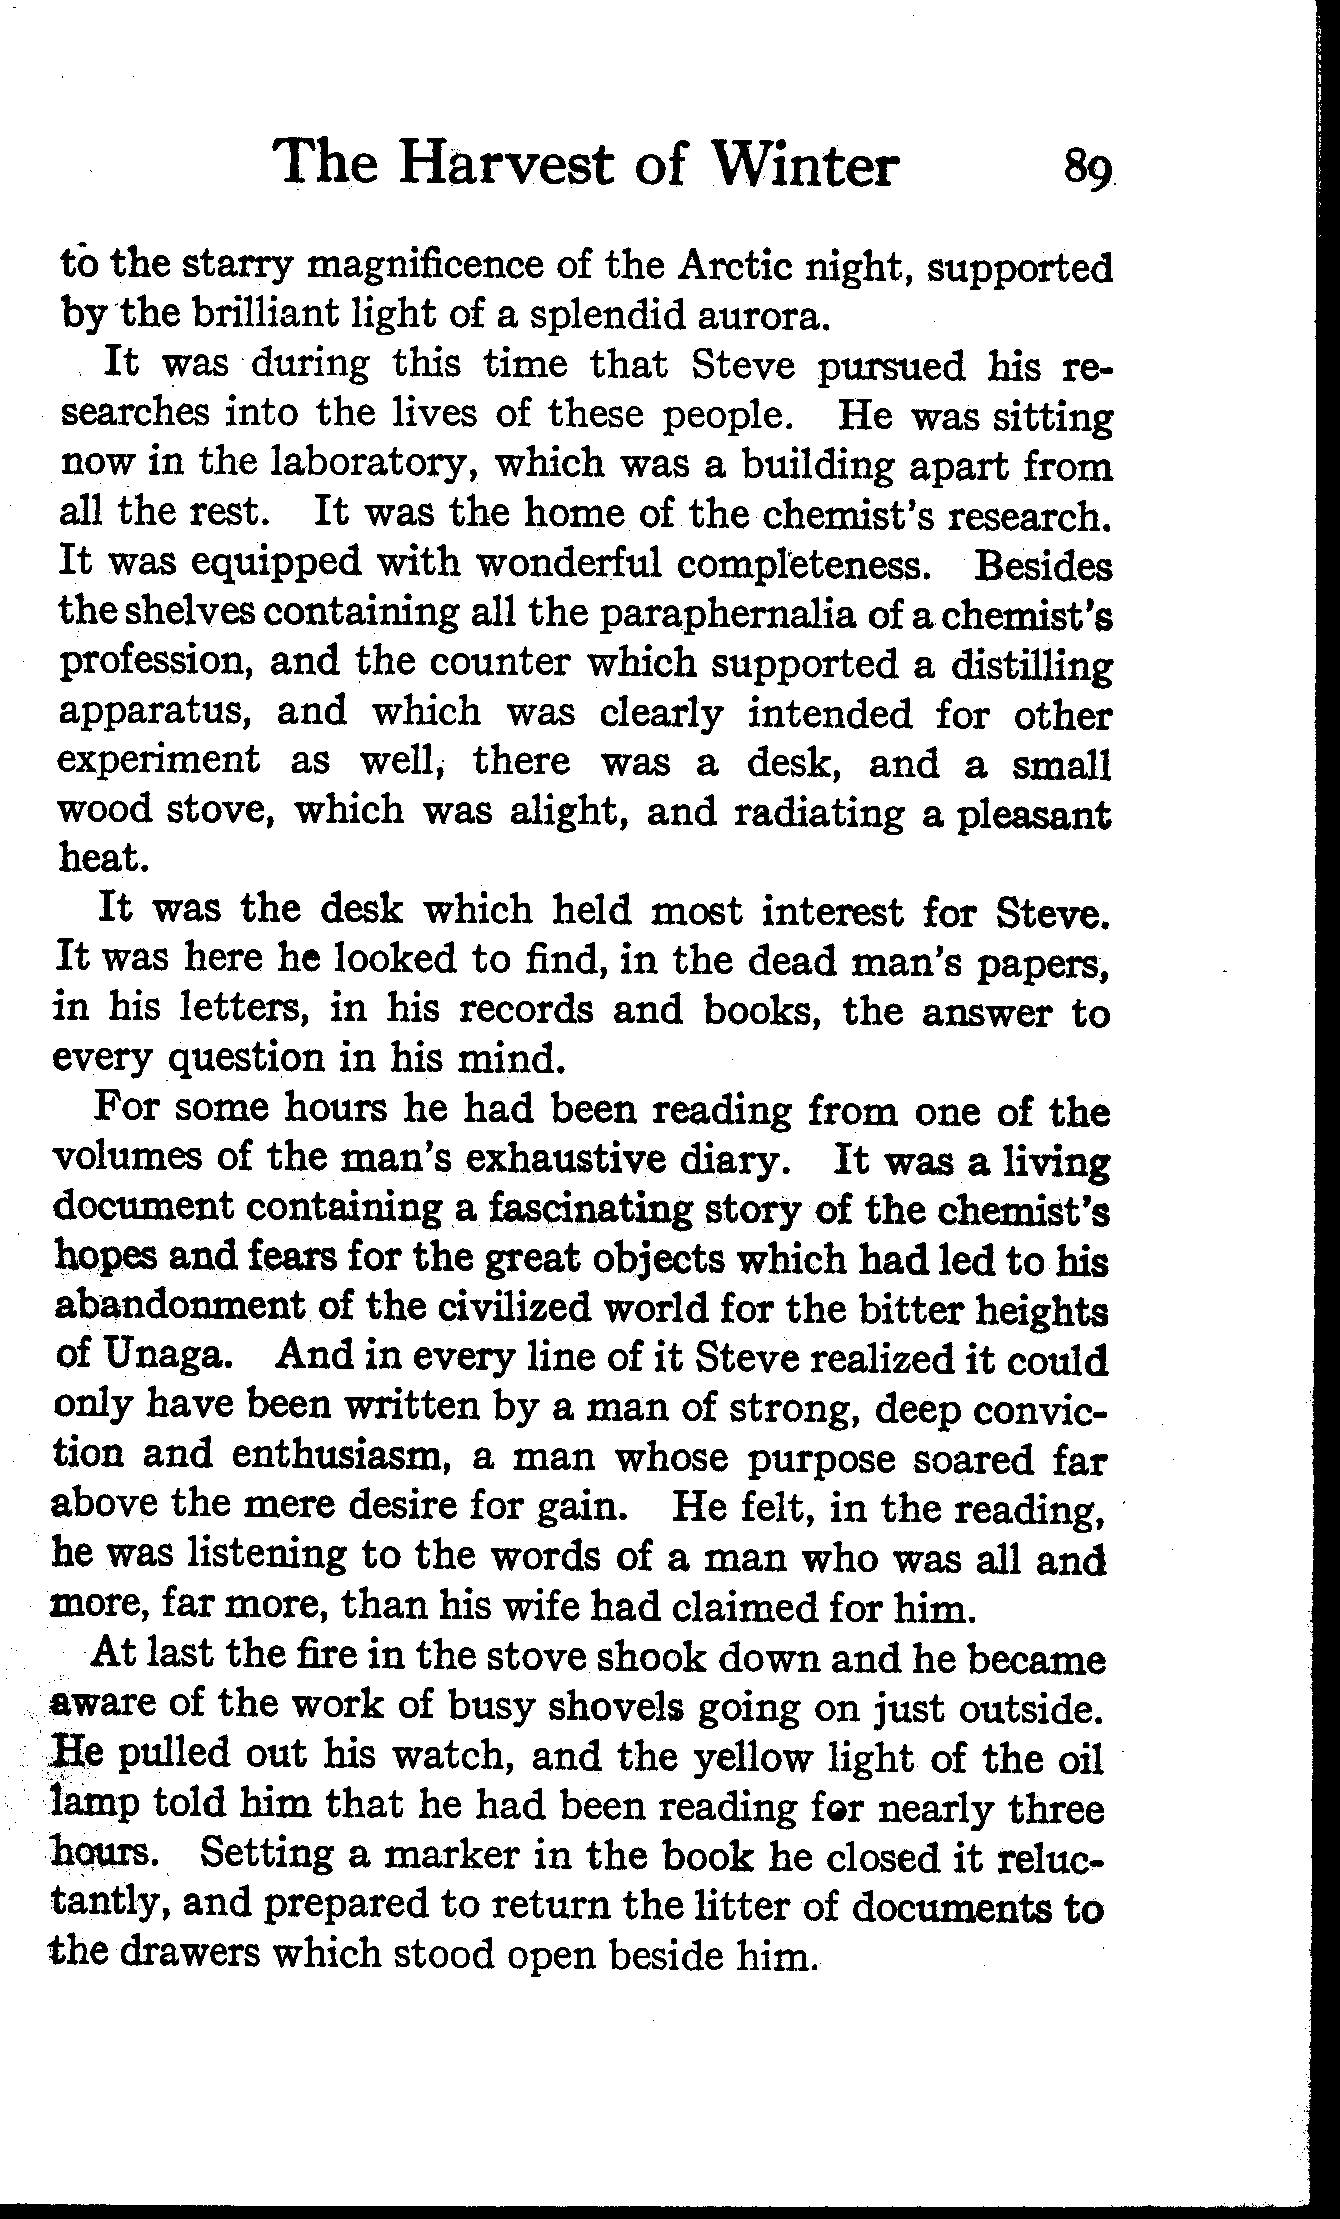 The Harvest of Winter 89
to the starry magnificence of the Arctic night, supported
by the brilliant light of a splendid aurora.
It was during this time that Steve pursued his re-
searches into the lives of these people. He was sitting
now in the laboratory, which was a building apart from
all the rest. It was the home of the chemist's research.
It was equipped with wonderful completeness. Besides
the shelves containing all the paraphernalia of a chemist's
profession, and the counter which supported a distilling
apparatus, and which was clearly intended for other
experiment as well, there was a desk, and a small
wood stove, which was alight, and radiating a pleasant
heat.
It was the desk which held most interest for Steve.
It was here he looked to find, in the dead man's papers,
in his letters, in his records and books, the answer to
every question in his mind.
For some hours he had been reading from one of the
volumes of the man's exhaustive diary. It was a living
document containing a fascinating story of the chemist's
hopes and fears for the great objects which had led to his
abandonment of the civilized world for the bitter heights
of Unaga. And in every line of it Steve realized it could
only have been written by a man of strong, deep convic-
tion and enthusiasm, a man whose purpose soared far
above the mere desire for gain. He felt, in the reading,
he was listening to the words of a man who was all and
more, far more, than his wife had claimed for him.
At last the fire in the stove shook down and he became
aware of the work of busy shovels going on just outside.
He pulled out his watch, and the yellow light of the oil
lamp told him that he had been reading for nearly three
hours. Setting a marker in the book he closed it reluc-
tantly, and prepared to return the litter of documents to
the drawers which stood open beside him.